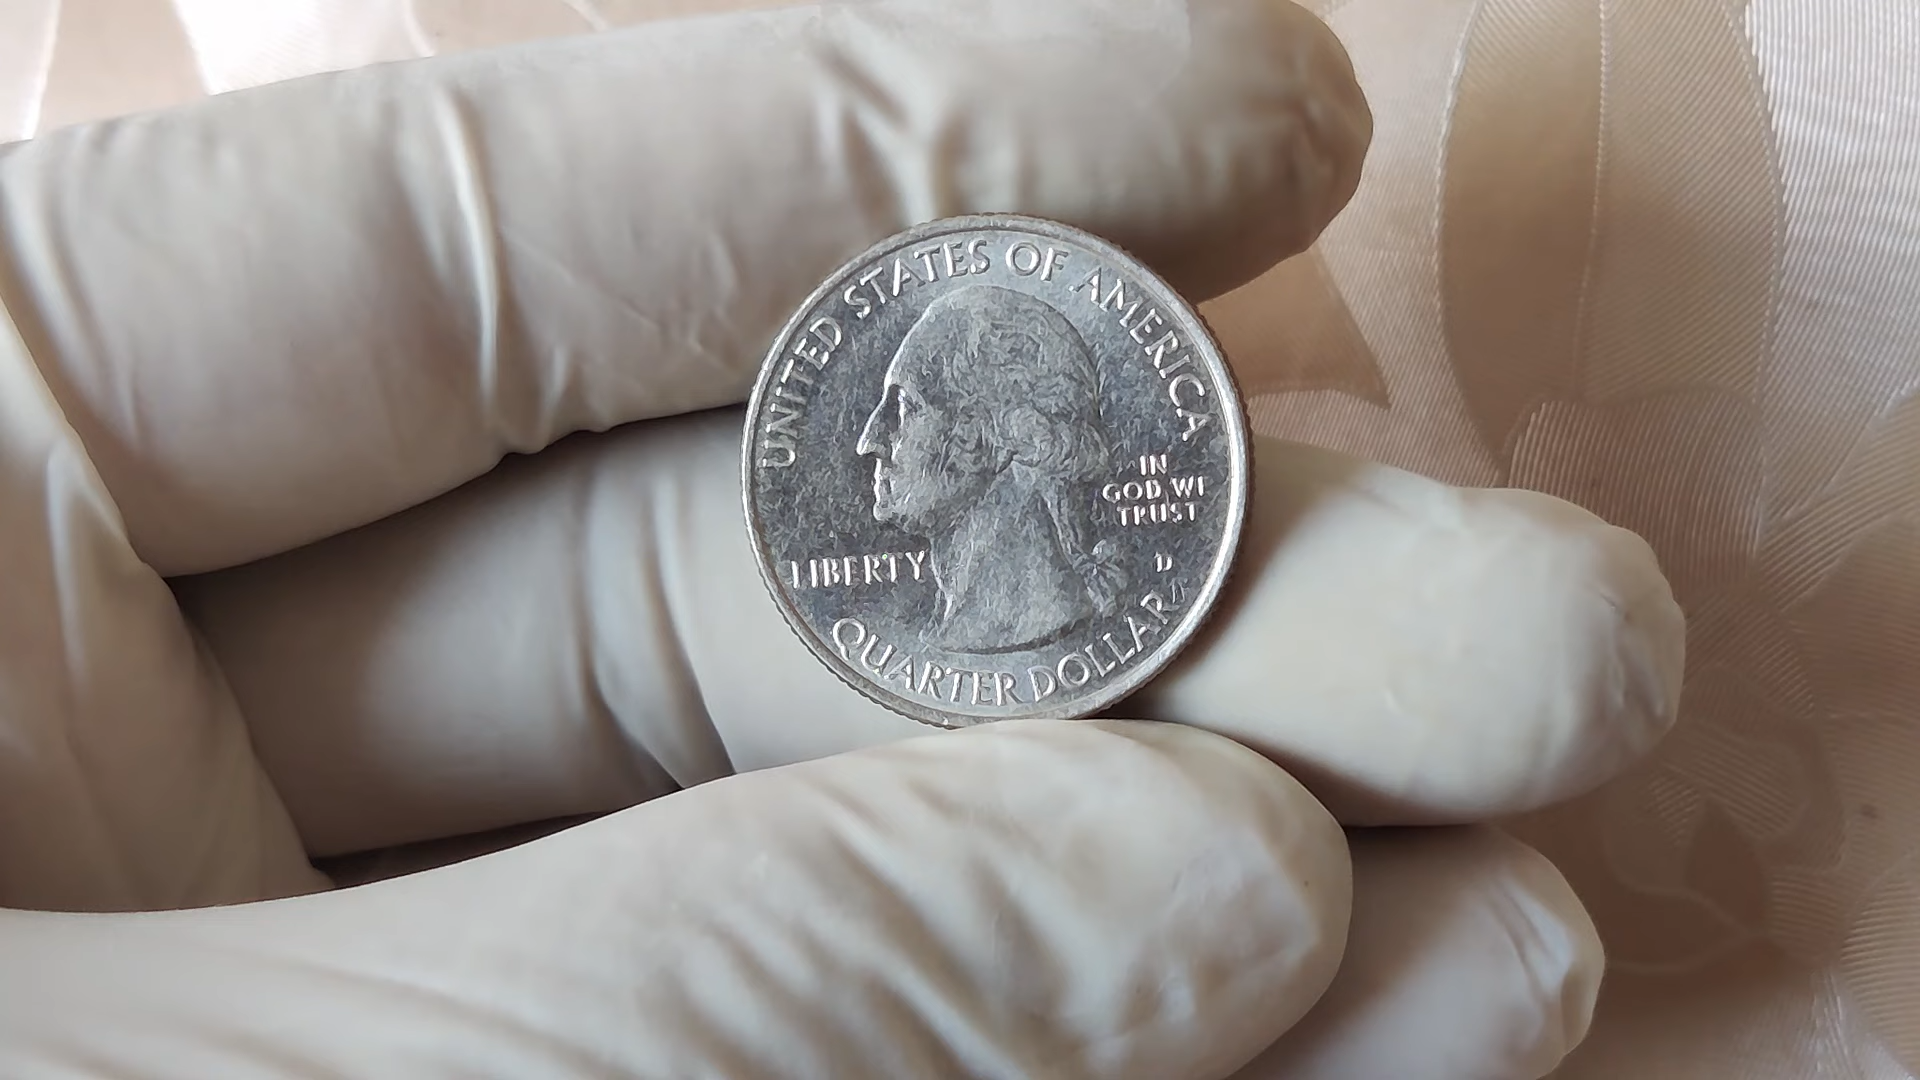 UNITED STATES OF AMERICA
IN
GOD WE
TRUST
LIBERTY
D
QUARTER DOLLAR